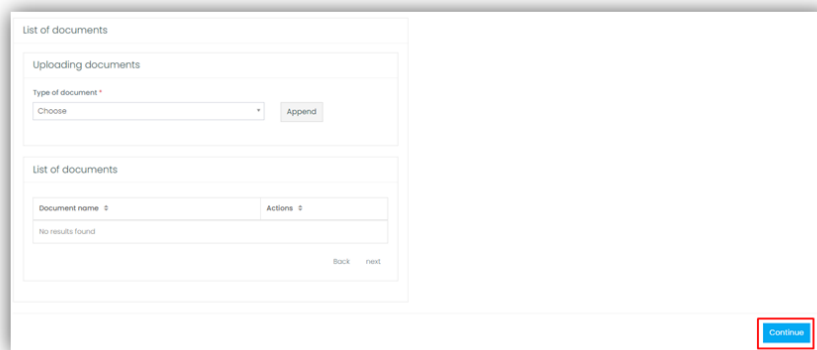 List of documents
Uploading documents
Type of document *
Choose
Append
List of documents
Document name Actions
No results found
Back next
Continue